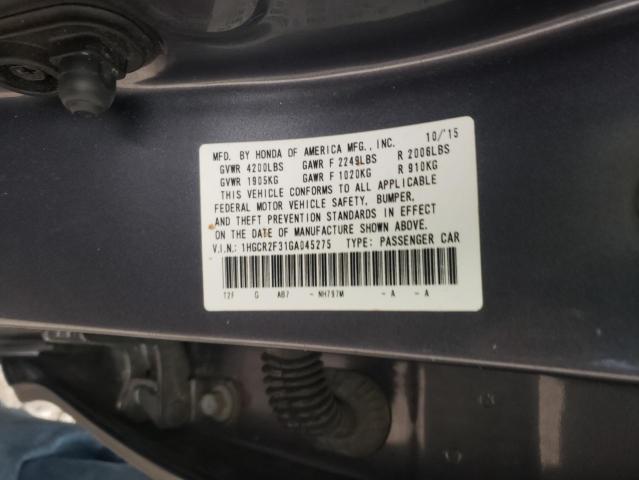 MFD. BY HONDA OF AMERICA MFG., INC. 10/'15
GVWR 4200LBS GAWR F 2249LBS R 2006LBS
GVWR 1905KG GAWR F 1020KG R 910KG
THIS VEHICLE CONFORMS TO ALL APPLICABLE
FEDERAL MOTOR VEHICLE SAFETY, BUMPER,
AND THEFT PREVENTION STANDARDS IN EFFECT
ON THE DATE OF MANUFACTURE SHOWN ABOVE.
V.I.N.: 1HGCR2F31GA045275 TYPE: PASSENGER CAR
T2F G AB7 - NH797M - A - A